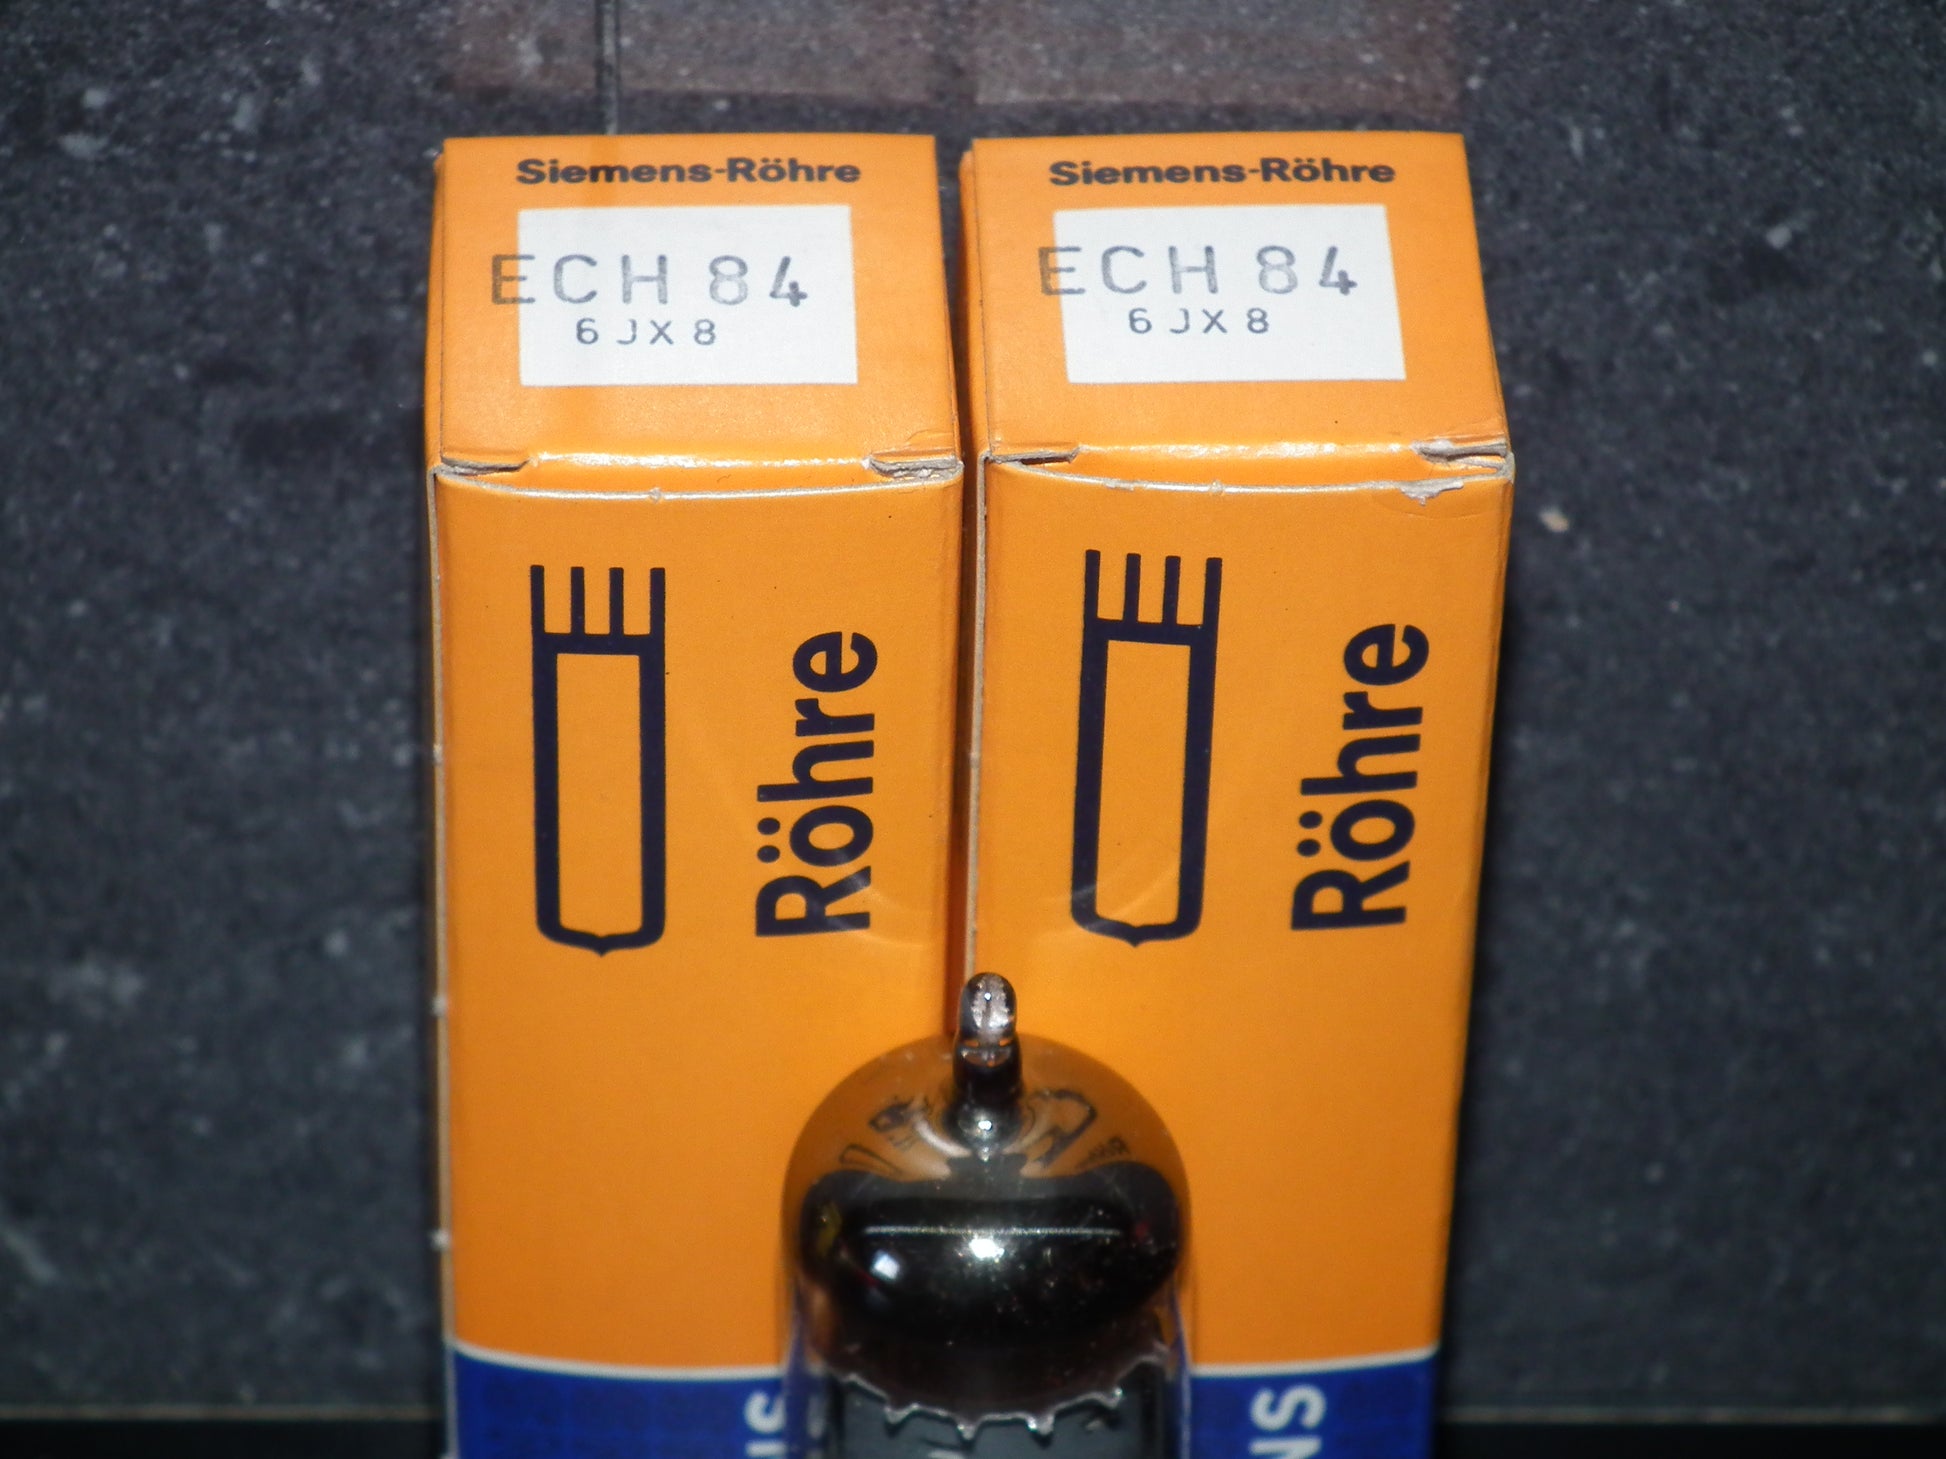 Siemens-Röhre
ECH 84
6JX8
Röhre
Siemens-Röhre
ECH 84
6JX8
Röhre